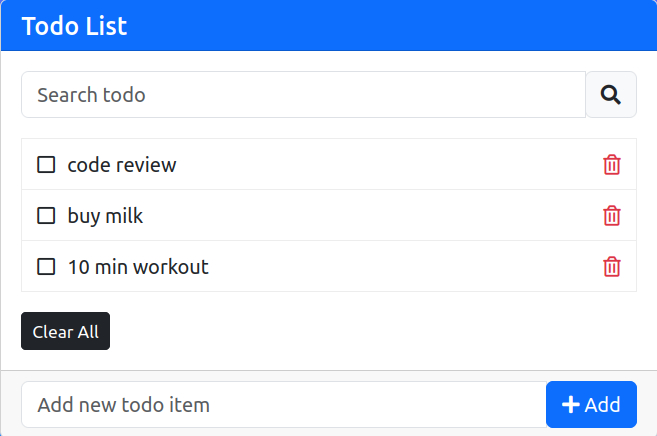 Todo List
Search todo
code review
buy milk
10 min workout
Clear All
Add new todo item
Add